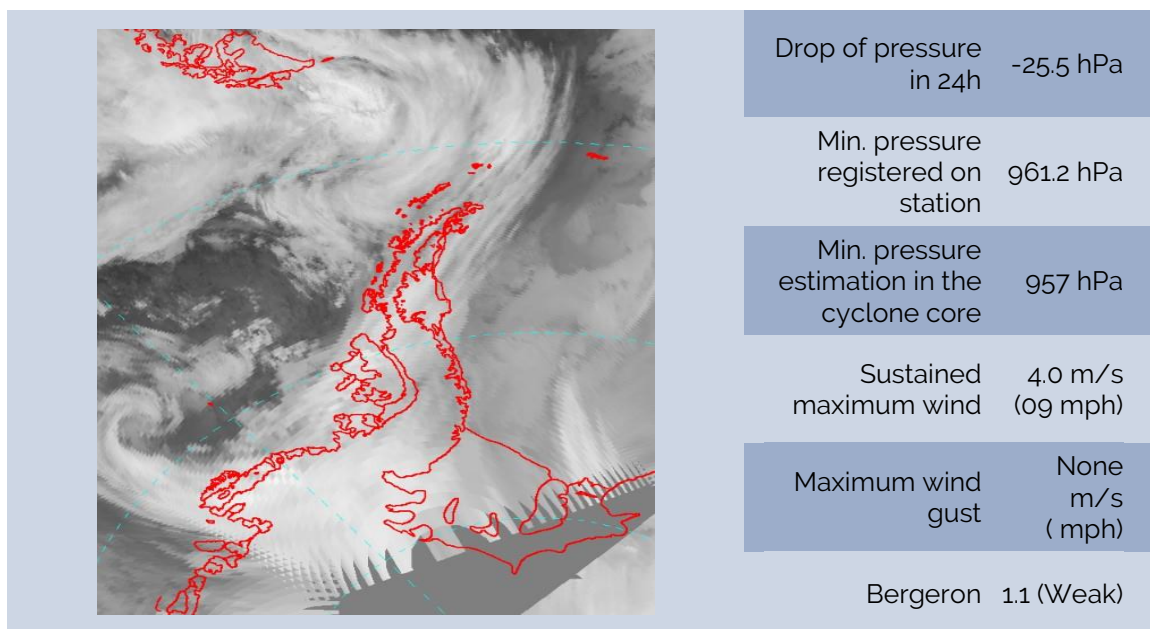 Drop of pressure
in 24h
-25.5 hPa
Min. pressure
registered on
station
961.2 hPa
Min. pressure
estimation in the
cyclone core
957 hPa
Sustained
maximum wind
4.0 m/s
(09 mph)
Maximum wind
gust
None
m/s
( mph)
Bergeron
1.1 (Weak)